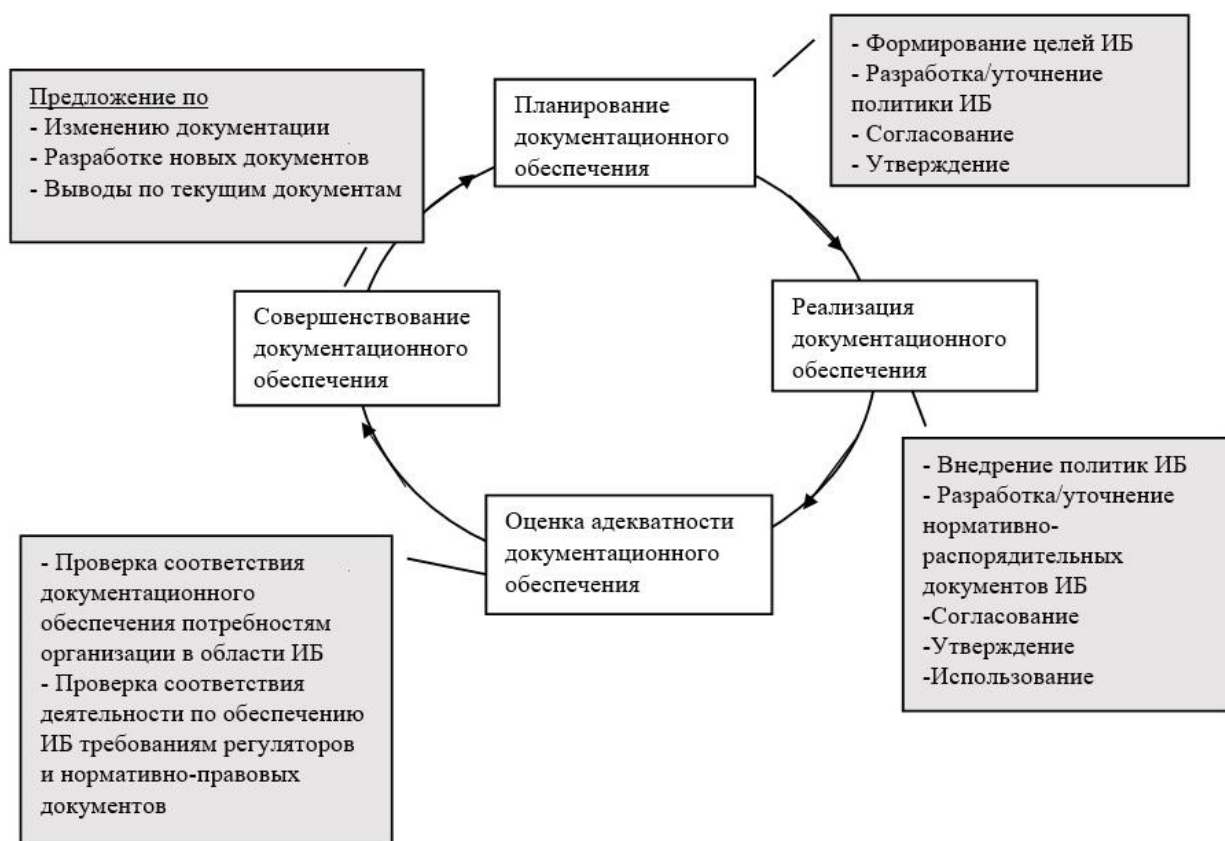 - Формирование целей ИБ
- Разработка/уточнение
политики ИБ
- Согласование
- Утверждение
Предложение по
- Изменению документации
- Разработке новых документов
- Выводы по текущим документам
Планирование
документационного
обеспечения
Совершенствование
документационного
обеспечения
Реализация
документационного
обеспечения
Оценка адекватности
документационного
обеспечения
- Внедрение политик ИБ
- Разработка/уточнение
нормативно-
распорядительных
документов ИБ
-Согласование
-Утверждение
-Использование
- Проверка соответствия
документационного
обеспечения потребностям
организации в области ИБ
- Проверка соответствия
деятельности по обеспечению
ИБ требованиям регуляторов
и нормативно-правовых
документов